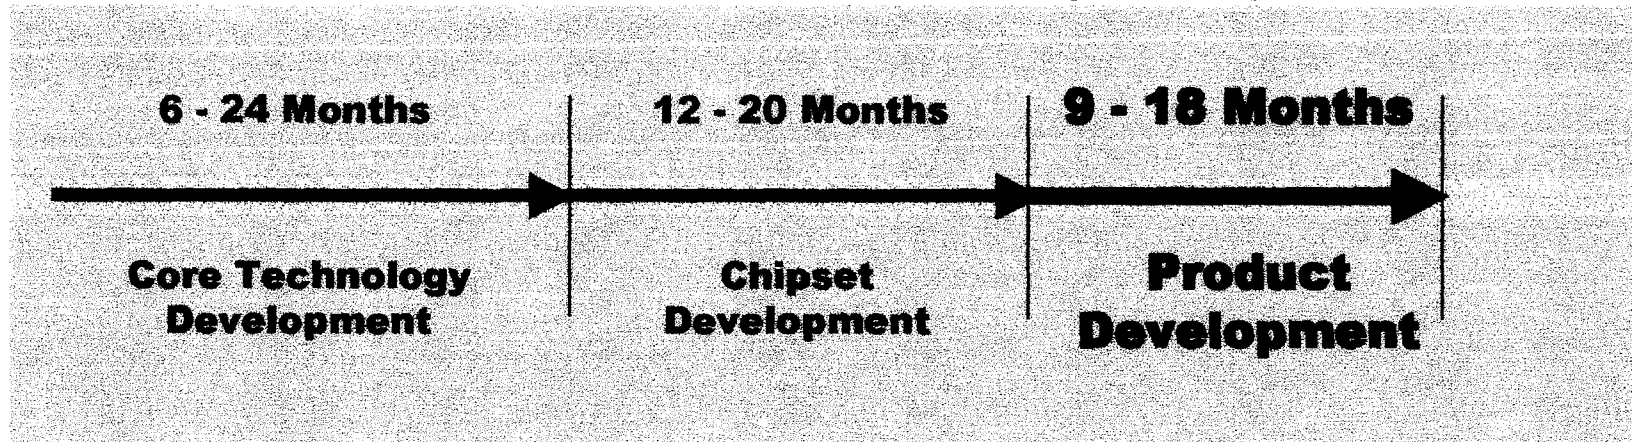 6 - 24 Months
12 - 20 Months
9 - 18 Months
Core Technology
Development
Chipset
Development
Product
Development